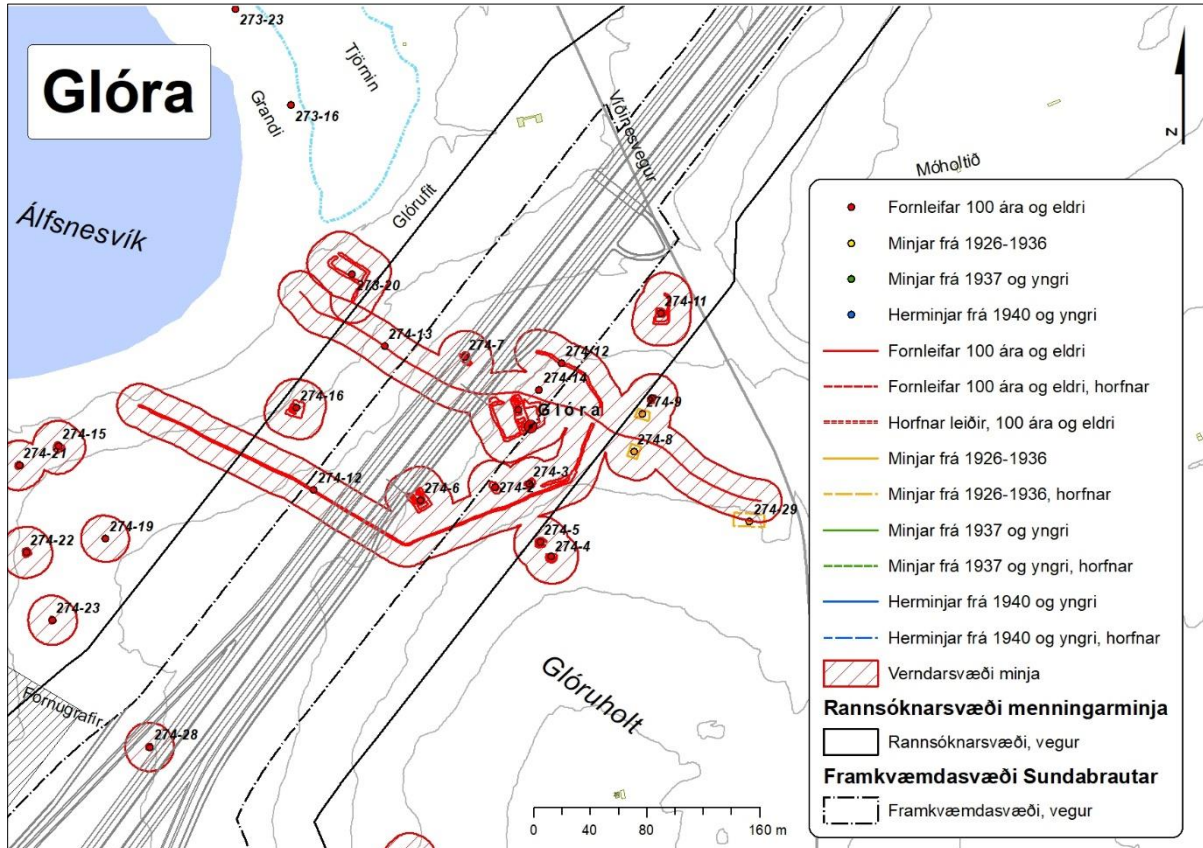 273-23
Glóra
Tjörnin
Grandi
273-16
Víðinesvegur
Móholtið
N
Álfsnesvík
Glórufit
273-20
274-11
274-13
274-7
274/12
274-14
274-16
Glóra
274-9
274-15
274-8
274-21
274-12
274-6
274-2
274-3
274-29
274-19
274-5
274-22
274-4
274-23
Glóruholt
Fornugrafir
274-28
0 40 80 160 m
Fornleifar 100 ára og eldri
Minjar frá 1926-1936
Minjar frá 1937 og yngri
Herminjar frá 1940 og yngri
Fornleifar 100 ára og eldri
Fornleifar 100 ára og eldri, horfnar
Horfnar leiðir, 100 ára og eldri
Minjar frá 1926-1936
Minjar frá 1926-1936, horfnar
Minjar frá 1937 og yngri
Minjar frá 1937 og yngri, horfnar
Herminjar frá 1940 og yngri
Herminjar frá 1940 og yngri, horfnar
Verndarsvæði minja
Rannsóknarsvæði menningarminja
Rannsóknarsvæði, vegur
Framkvæmdasvæði Sundabrautar
Framkvæmdasvæði, vegur